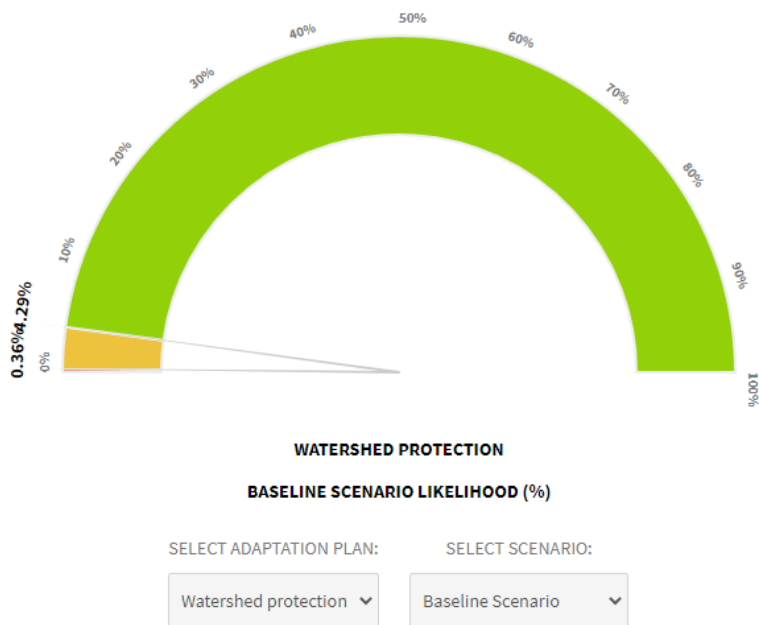 50%
40%
60%
30%
70%
20%
80%
10%
90%
4.29%
0.36%
0%
100%
WATERSHED PROTECTION
BASELINE SCENARIO LIKELIHOOD (%)
SELECT ADAPTATION PLAN:
SELECT SCENARIO:
Watershed protection
Baseline Scenario